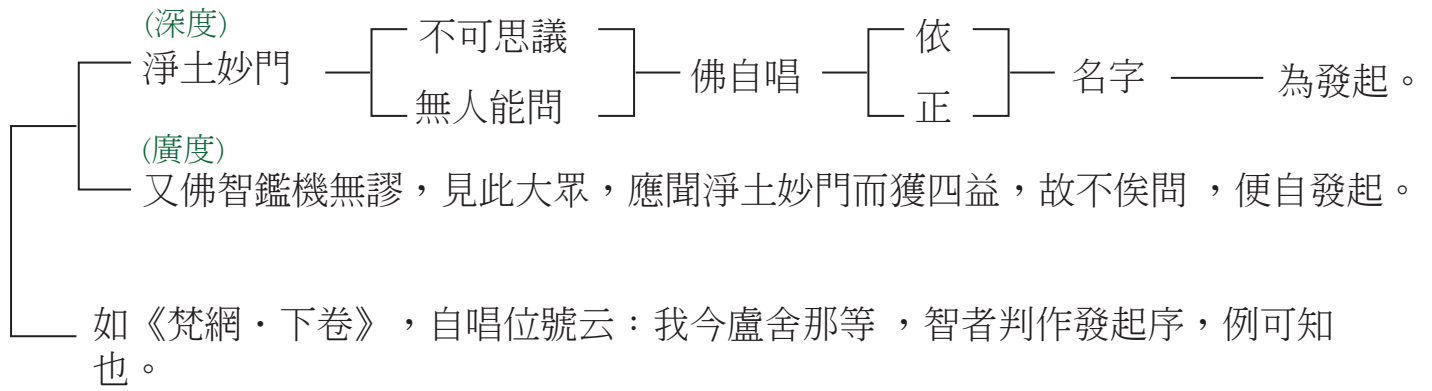 (深度)
淨土妙門
不可思議
無人能問
佛自唱
依
正
名字
為發起。
(廣度)
又佛智鑑機無謬，見此大眾，應聞淨土妙門而獲四益，故不俟問 ，便自發起。
如《梵網・下卷》，自唱位號云：我今盧舍那等 ，智者判作發起序，例可知
也。